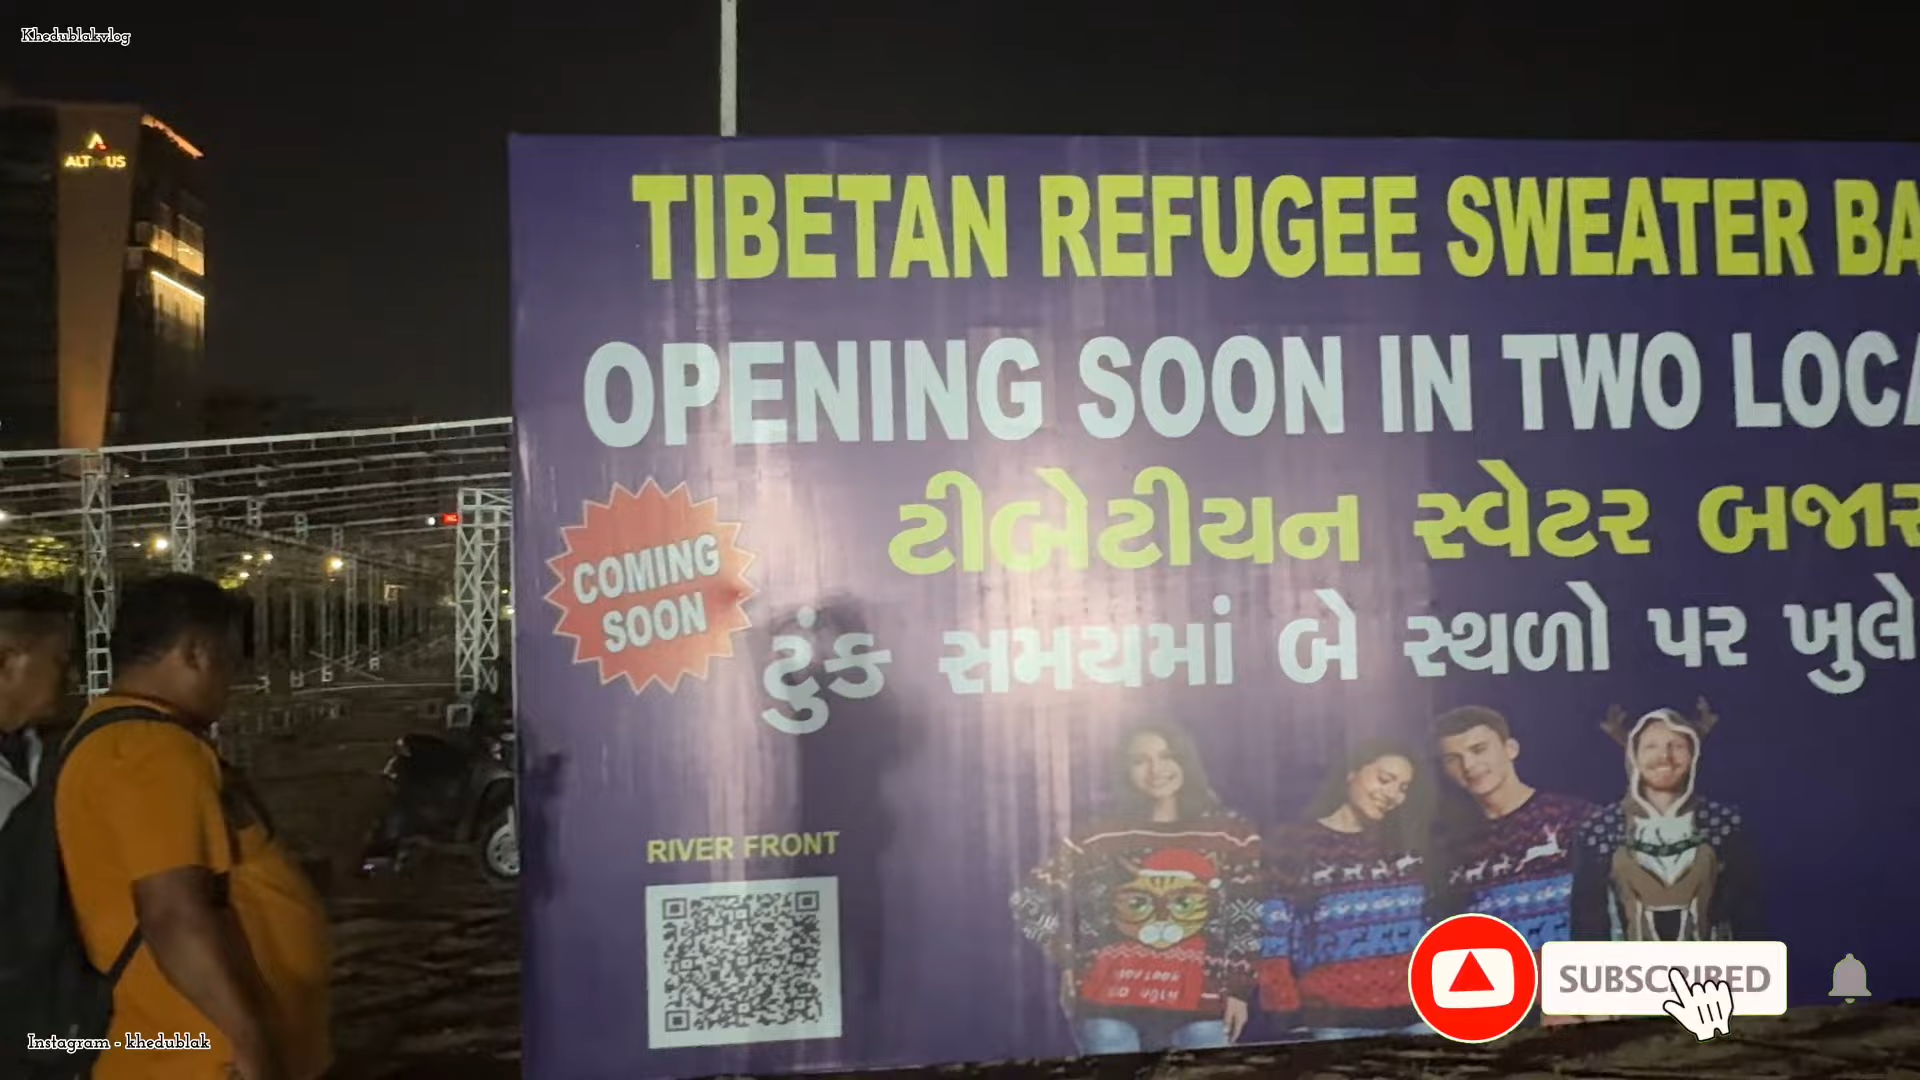 Khedublakvlog
TIBETAN REFUGEE SWEATER BA
OPENING SOON IN TWO LOCA
ટીબેટીયન સ્વેટર બજાર
COMING
SOON
ટુંક સમયમાં બે સ્થળો પર ખુલે
RIVER FRONT
SUBSCRIBED
Instagram - khedublak